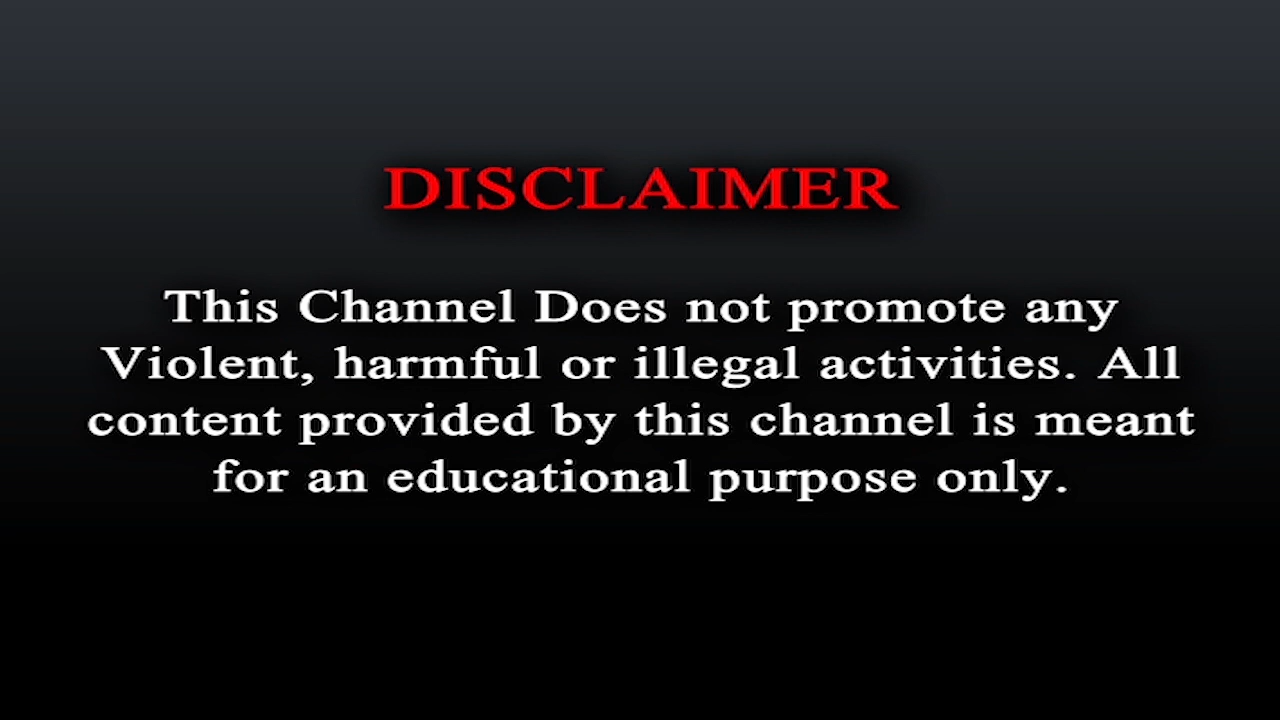 DISCLAIMER
This Channel Does not promote any
Violent, harmful or illegal activities. All
content provided by this channel is meant
for an educational purpose only.